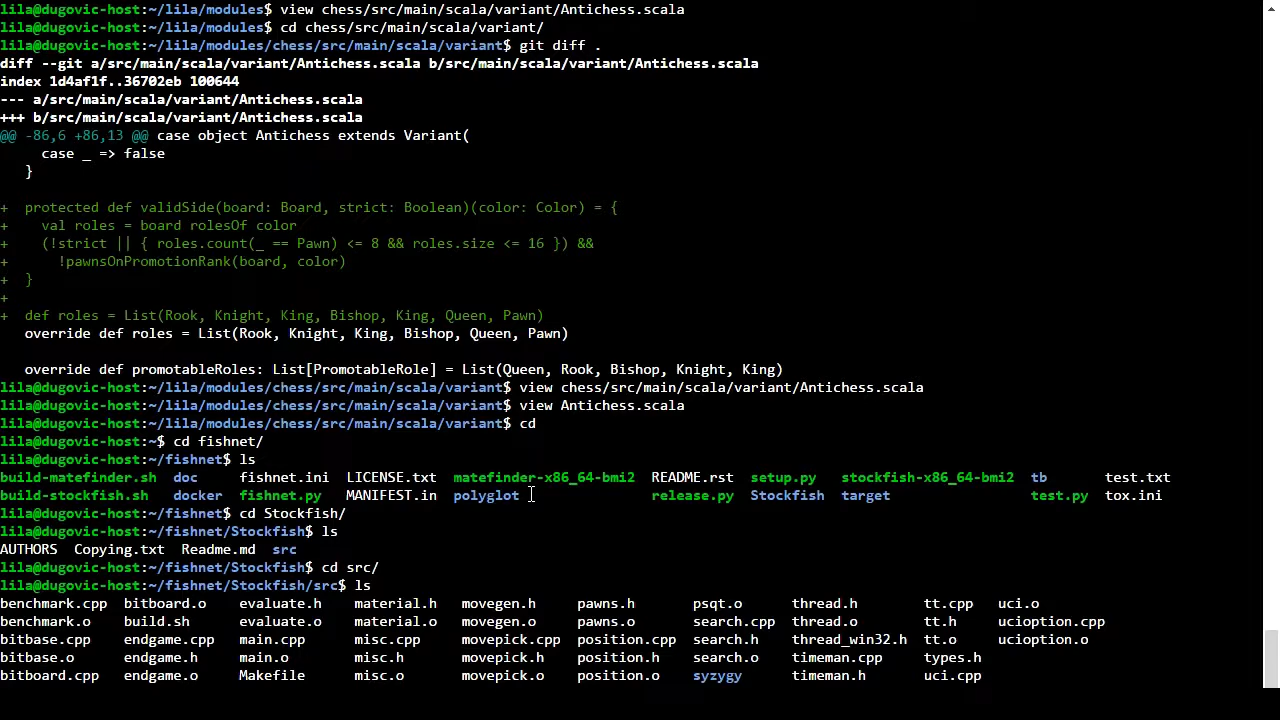 lila@dugovic-host:~/lila/modules$ view chess/src/main/scala/variant/Antichess.scala
lila@dugovic-host:~/lila/modules$ cd chess/src/main/scala/variant/
lila@dugovic-host:~/lila/modules/chess/src/main/scala/variant$ git diff .
diff --git a/src/main/scala/variant/Antichess.scala b/src/main/scala/variant/Antichess.scala
index 1d4af1f..36702eb 100644
--- a/src/main/scala/variant/Antichess.scala
+++ b/src/main/scala/variant/Antichess.scala
@@ -86,6 +86,13 @@ case object Antichess extends Variant(
     case _ => false
   }

+  protected def validSide(board: Board, strict: Boolean)(color: Color) = {
+    val roles = board rolesOf color
+    (!strict || { roles.count(_ == Pawn) <= 8 && roles.size <= 16 }) &&
+      !pawnsOnPromotionRank(board, color)
+  }
+
+  def roles = List(Rook, Knight, King, Bishop, King, Queen, Pawn)
   override def roles = List(Rook, Knight, King, Bishop, Queen, Pawn)

   override def promotableRoles: List[PromotableRole] = List(Queen, Rook, Bishop, Knight, King)
lila@dugovic-host:~/lila/modules/chess/src/main/scala/variant$ view chess/src/main/scala/variant/Antichess.scala
lila@dugovic-host:~/lila/modules/chess/src/main/scala/variant$ view Antichess.scala
lila@dugovic-host:~/lila/modules/chess/src/main/scala/variant$ cd
lila@dugovic-host:~$ cd fishnet/
lila@dugovic-host:~/fishnet$ ls
build-matefinder.sh  doc     fishnet.ini  LICENSE.txt  matefinder-x86_64-bmi2  README.rst  setup.py   stockfish-x86_64-bmi2  tb       test.txt
build-stockfish.sh   docker  fishnet.py   MANIFEST.in  polyglot                release.py  Stockfish  target                 test.py  tox.ini
lila@dugovic-host:~/fishnet$ cd Stockfish/
lila@dugovic-host:~/fishnet/Stockfish$ ls
AUTHORS  Copying.txt  Readme.md  src
lila@dugovic-host:~/fishnet/Stockfish$ cd src/
lila@dugovic-host:~/fishnet/Stockfish/src$ ls
benchmark.cpp  bitboard.o   evaluate.h  material.h  movegen.h     pawns.h       psqt.o      thread.h        tt.cpp   uci.o
benchmark.o    build.sh     evaluate.o  material.o  movegen.o     pawns.o       search.cpp  thread.o        tt.h     ucioption.cpp
bitbase.cpp    endgame.cpp  main.cpp    misc.cpp    movepick.cpp  position.cpp  search.h    thread_win32.h  tt.o     ucioption.o
bitbase.o      endgame.h    main.o      misc.h      movepick.h    position.h    search.o    timeman.cpp     types.h
bitboard.cpp   endgame.o    Makefile    misc.o      movepick.o    position.o    syzygy      timeman.h       uci.cpp